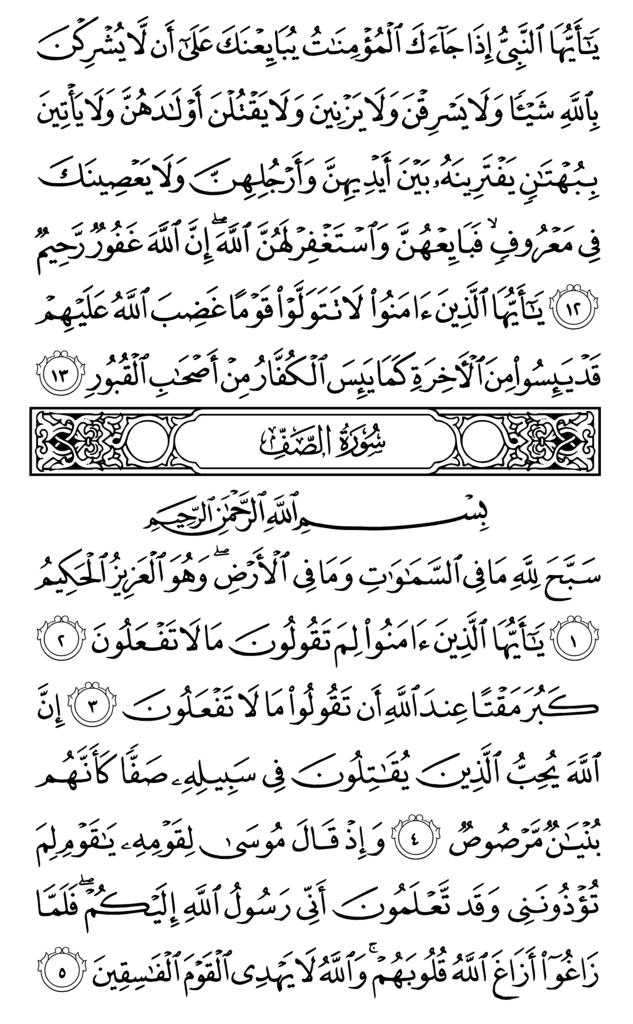 يَـٰٓأَيُّهَا ٱلنَّبِىُّ إِذَا جَآءَكَ ٱلْمُؤْمِنَـٰتُ يُبَايِعْنَكَ عَلَىٰٓ أَن لَّا يُشْرِكْنَ
بِٱللَّهِ شَيْـًٔا وَلَا يَسْرِقْنَ وَلَا يَزْنِينَ وَلَا يَقْتُلْنَ أَوْلَـٰدَهُنَّ وَلَا يَأْتِينَ
بِبُهْتَـٰنٍ يَفْتَرِينَهُۥ بَيْنَ أَيْدِيهِنَّ وَأَرْجُلِهِنَّ وَلَا يَعْصِينَكَ
فِى مَعْرُوفٍ ۙ فَبَايِعْهُنَّ وَٱسْتَغْفِرْ لَهُنَّ ٱللَّهَ ۖ إِنَّ ٱللَّهَ غَفُورٌ رَّحِيمٌ
١٢ يَـٰٓأَيُّهَا ٱلَّذِينَ ءَامَنُوا۟ لَا تَتَوَلَّوْا۟ قَوْمًا غَضِبَ ٱللَّهُ عَلَيْهِمْ
قَدْ يَئِسُوا۟ مِنَ ٱلْـَٔاخِرَةِ كَمَا يَئِسَ ٱلْكُفَّارُ مِنْ أَصْحَـٰبِ ٱلْقُبُورِ ١٣
سُورَةُ الصَّفِّ
بِسْمِ ٱللَّهِ ٱلرَّحْمَـٰنِ ٱلرَّحِيمِ
سَبَّحَ لِلَّهِ مَا فِى ٱلسَّمَـٰوَٰتِ وَمَا فِى ٱلْأَرْضِ ۖ وَهُوَ ٱلْعَزِيزُ ٱلْحَكِيمُ
١ يَـٰٓأَيُّهَا ٱلَّذِينَ ءَامَنُوا۟ لِمَ تَقُولُونَ مَا لَا تَفْعَلُونَ ٢
كَبُرَ مَقْتًا عِندَ ٱللَّهِ أَن تَقُولُوا۟ مَا لَا تَفْعَلُونَ ٣ إِنَّ
ٱللَّهَ يُحِبُّ ٱلَّذِينَ يُقَـٰتِلُونَ فِى سَبِيلِهِۦ صَفًّا كَأَنَّهُم
بُنْيَـٰنٌ مَّرْصُوصٌ ٤ وَإِذْ قَالَ مُوسَىٰ لِقَوْمِهِۦ يَـٰقَوْمِ لِمَ
تُؤْذُونَنِى وَقَد تَّعْلَمُونَ أَنِّى رَسُولُ ٱللَّهِ إِلَيْكُمْ ۖ فَلَمَّا
زَاغُوٓا۟ أَزَاغَ ٱللَّهُ قُلُوبَهُمْ ۚ وَٱللَّهُ لَا يَهْدِى ٱلْقَوْمَ ٱلْفَـٰسِقِينَ ٥